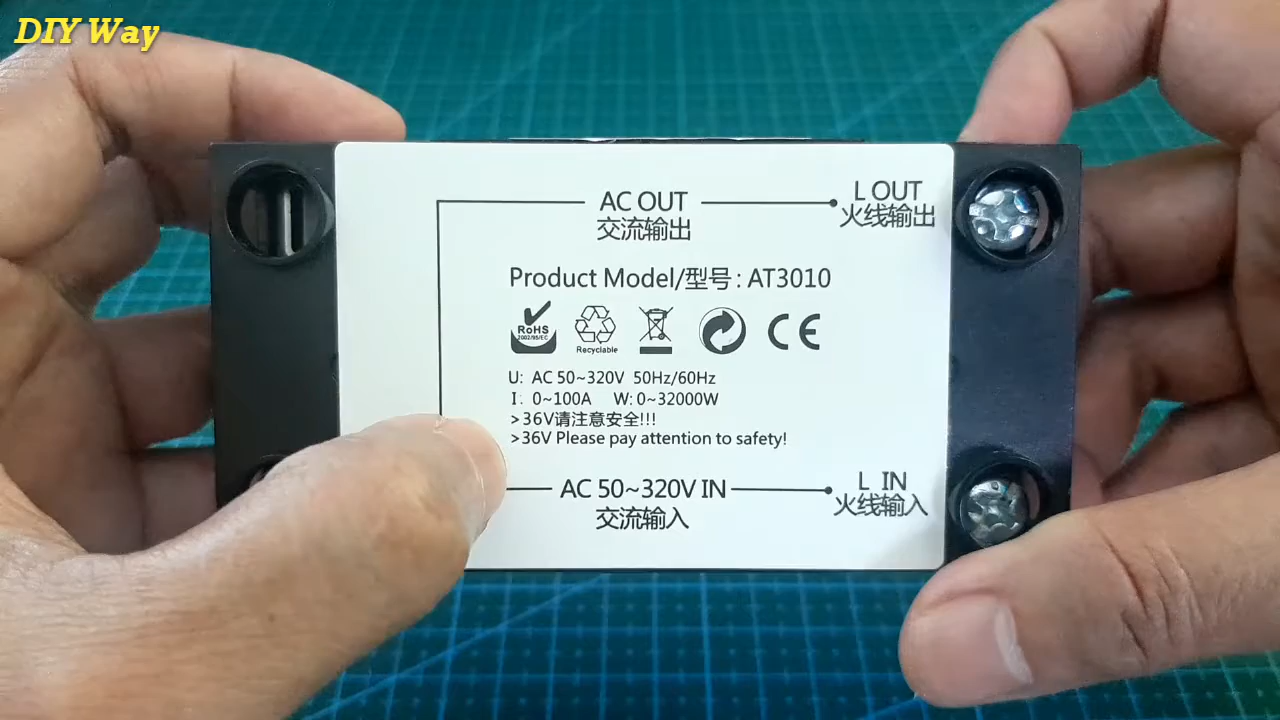 DIY Way
AC OUT
交流输出
L OUT
火线输出
Product Model/型号: AT3010
RoHS
2002/95/EC
Recyclable
CE
U: AC 50~320V 50Hz/60Hz
I: 0~100A W: 0~32000W
>36V请注意安全!!!
>36V Please pay attention to safety!
AC 50~320V IN
交流输入
L IN
火线输入